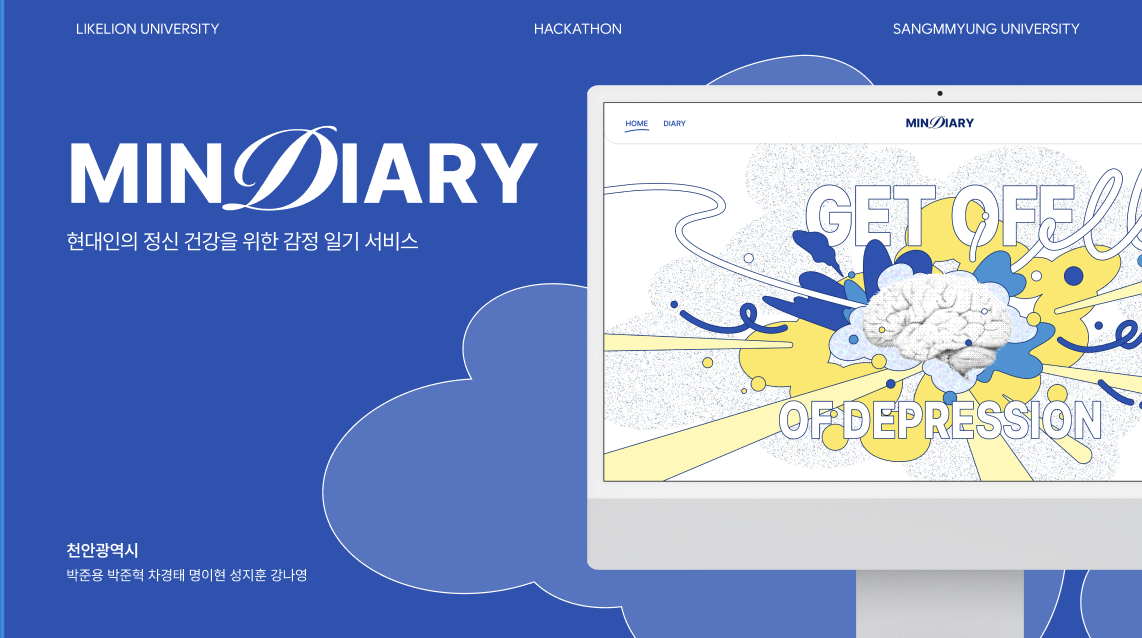 LIKELION UNIVERSITY
HACKATHON
SANGMMYUNG UNIVERSITY
MINDIARY
현대인의 정신 건강을 위한 감정 일기 서비스
HOME
DIARY
MINDIARY
GET OFF
OF DEPRESSION
천안광역시
박준용 박준혁 차경태 명이현 성지훈 강나영